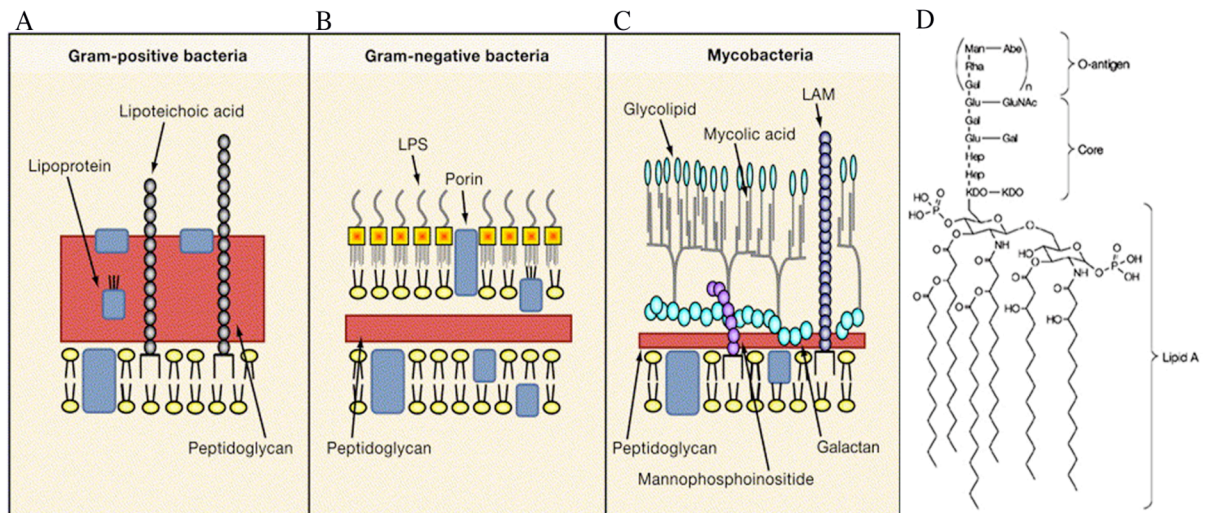 A
Gram-positive bacteria
Lipoteichoic acid
Lipoprotein
Peptidoglycan
B
Gram-negative bacteria
LPS
Porin
Peptidoglycan
C
Mycobacteria
LAM
Glycolipid
Mycolic acid
Peptidoglycan
Galactan
Mannophosphoinositide
D
Man Abe
Rha
Gal
n
O-antigen
Glu GluNAc
Gal
Glu Gal
Hep
Hep
KDO KDO
Core
HO O
P
HO O
O
O
O
HO O
NH
O
O
P OH
OH
O O
O O
NH
O O
O O
HO
HO
Lipid A